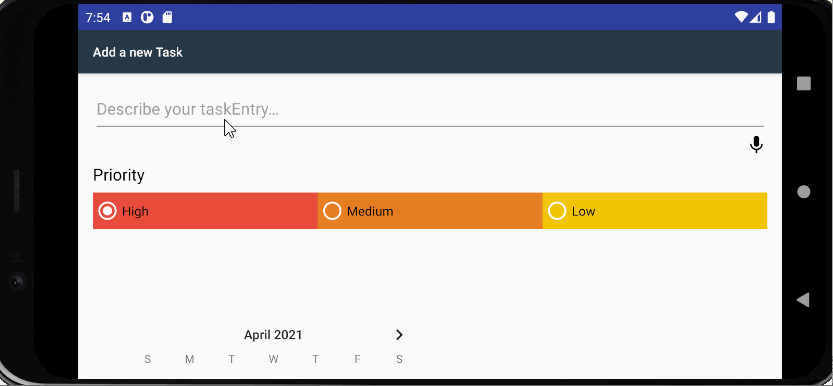 7:54
Add a new Task
Describe your taskEntry...
Priority
High Medium Low
April 2021
S M T W T F S